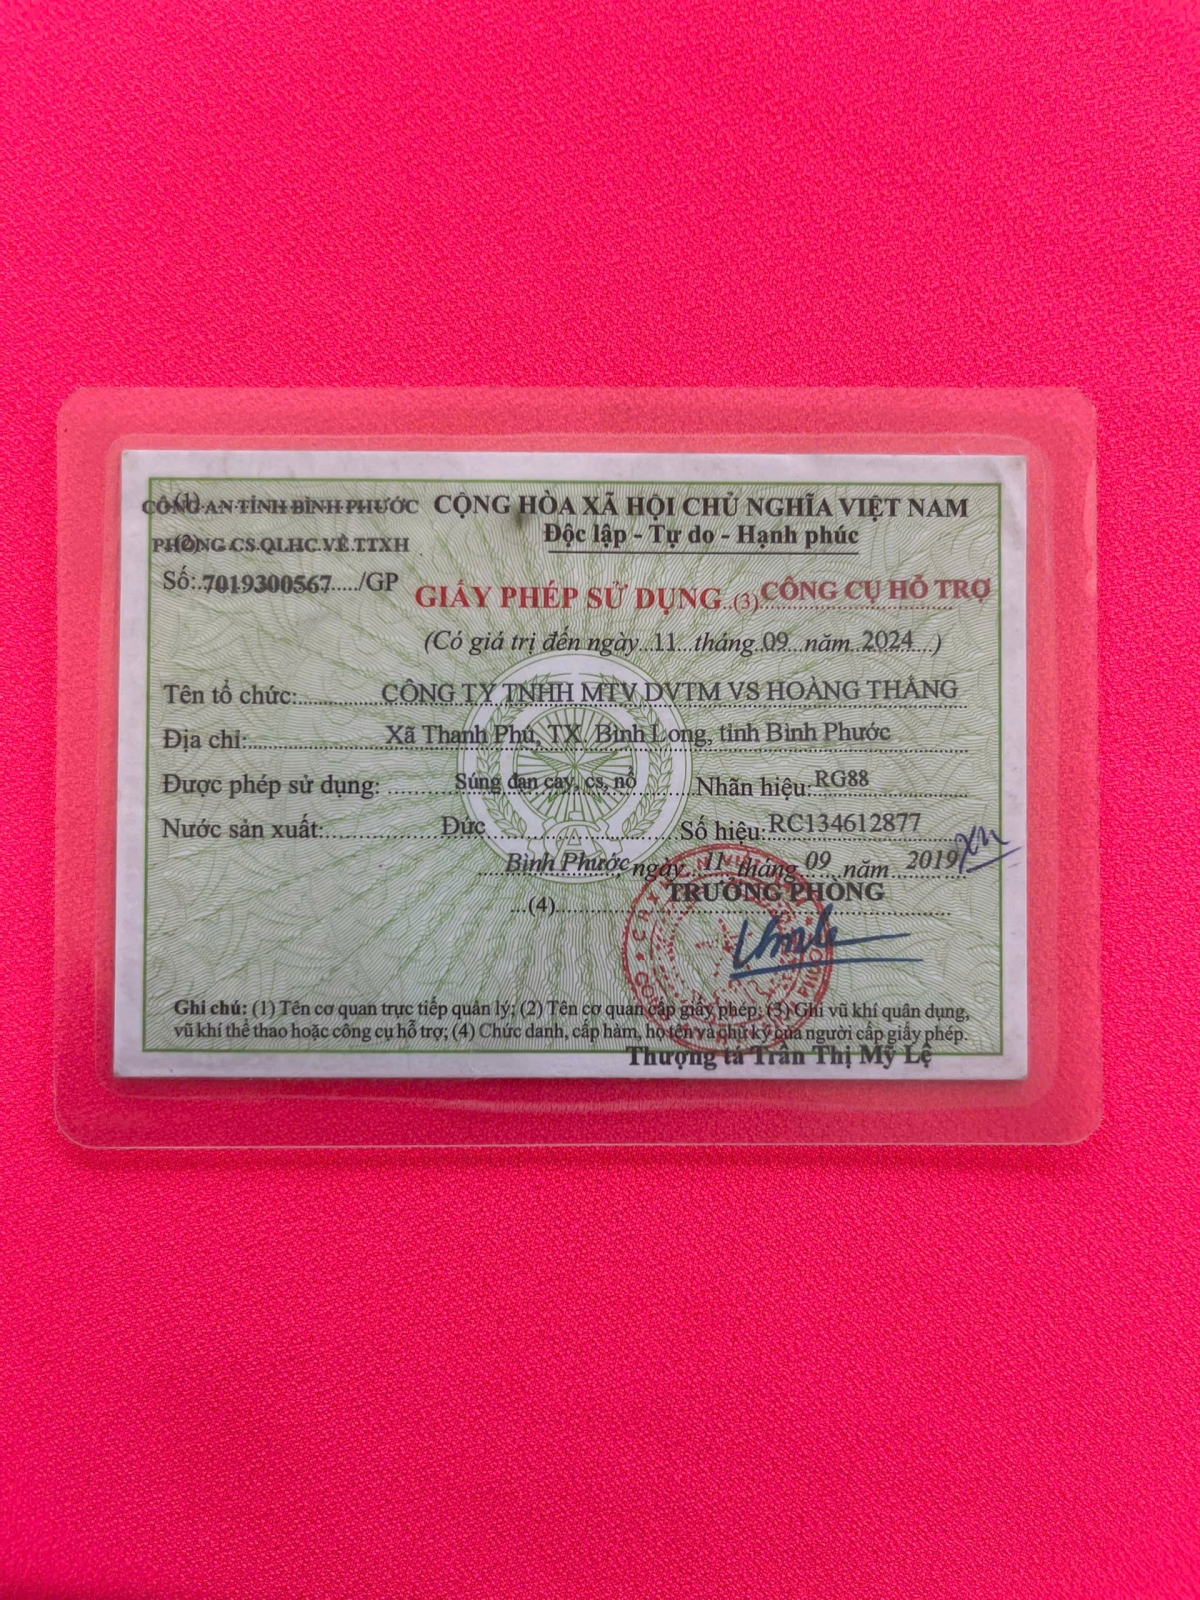 CÔNG AN TỈNH BÌNH PHƯỚC
(1)
CỘNG HÒA XÃ HỘI CHỦ NGHĨA VIỆT NAM
Độc lập - Tự do - Hạnh phúc
PHÒNG CS QLHC VỀ TTXH
(2)
Số: 7019300567 /GP
GIẤY PHÉP SỬ DỤNG (3) CÔNG CỤ HỖ TRỢ
(Có giá trị đến ngày 11 tháng 09 năm 2024 )
Tên tổ chức: CÔNG TY TNHH MTV DVTM VS HOÀNG THẮNG
Địa chỉ: Xã Thanh Phú, TX. Bình Long, tỉnh Bình Phước
Được phép sử dụng: Súng đạn cay, cs, nổ Nhãn hiệu: RG88
Nước sản xuất: Đức Số hiệu: RC134612877
Bình Phước ngày 11 tháng 09 năm 2019
TRƯỞNG PHÒNG
(4)
Ghi chú: (1) Tên cơ quan trực tiếp quản lý; (2) Tên cơ quan cấp giấy phép; (3) Ghi vũ khí quân dụng,
vũ khí thể thao hoặc công cụ hỗ trợ; (4) Chức danh, cấp hàm, họ tên và chữ ký của người cấp giấy phép.
Thượng tá Trần Thị Mỹ Lệ